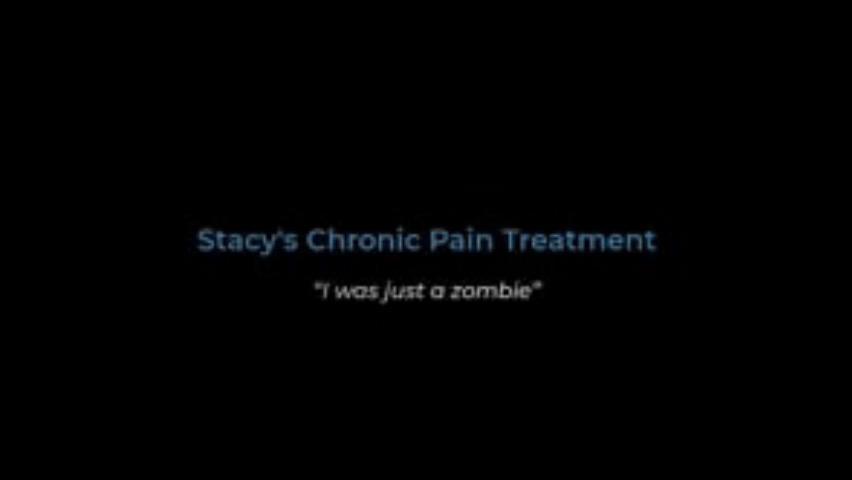 Stacy's Chronic Pain Treatment
"I was just a zombie"